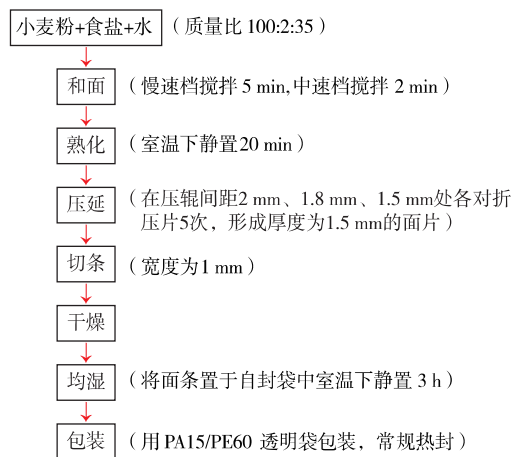 小麦粉+食盐+水（质量比 100:2:35）
和面（慢速档搅拌 5 min,中速档搅拌 2 min）
熟化（室温下静置20 min）
压延（在压辊间距2 mm、1.8 mm、1.5 mm处各对折
压片5次，形成厚度为1.5 mm的面片）
切条（宽度为1 mm）
干燥
均湿（将面条置于自封袋中室温下静置 3 h）
包装（用PA15/PE60 透明袋包装，常规热封）